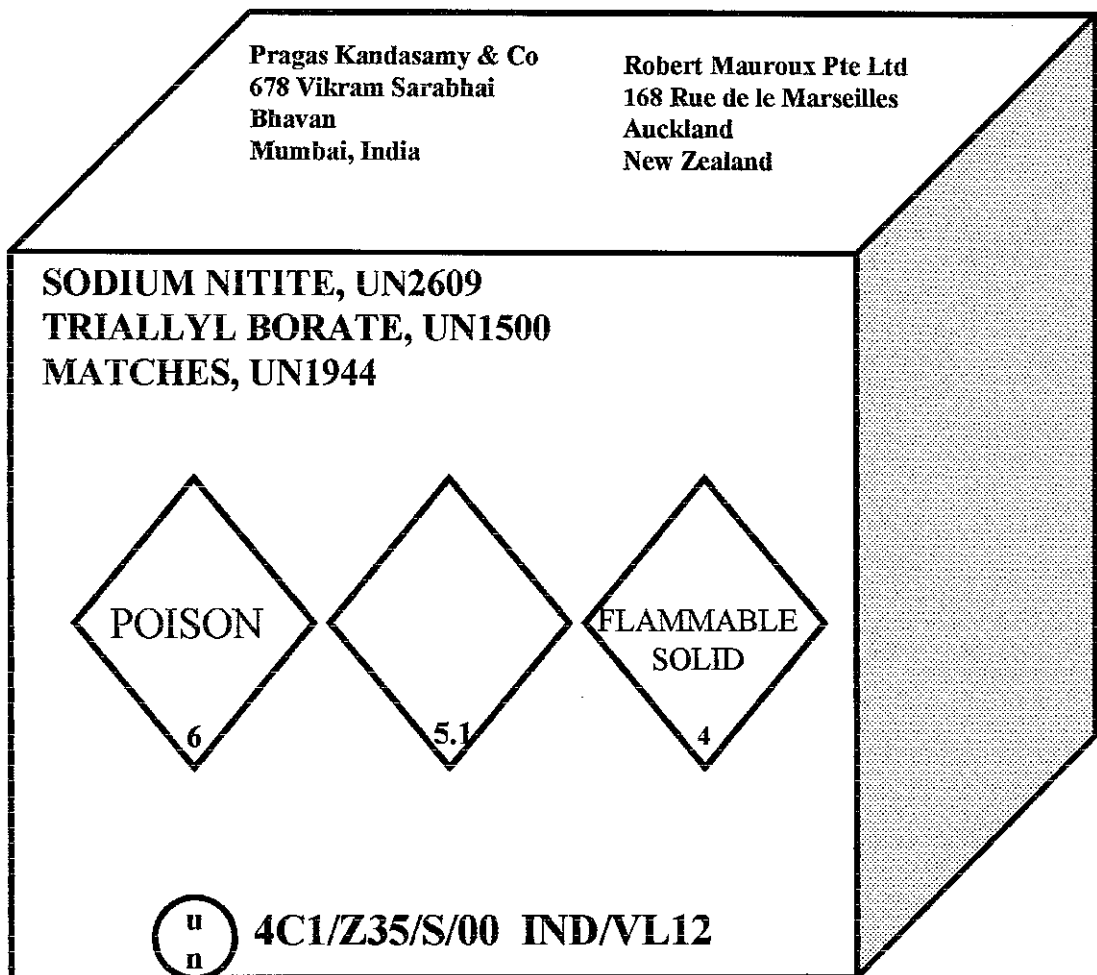 Pragas Kandasamy & Co
678 Vikram Sarabhai
Bhavan
Mumbai, India
Robert Mauroux Pte Ltd
168 Rue de le Marseilles
Auckland
New Zealand
SODIUM NITITE, UN2609
TRIALLYL BORATE, UN1500
MATCHES, UN1944
POISON
6
5.1
FLAMMABLE
SOLID
4
u
n
4C1/Z35/S/00 IND/VL12